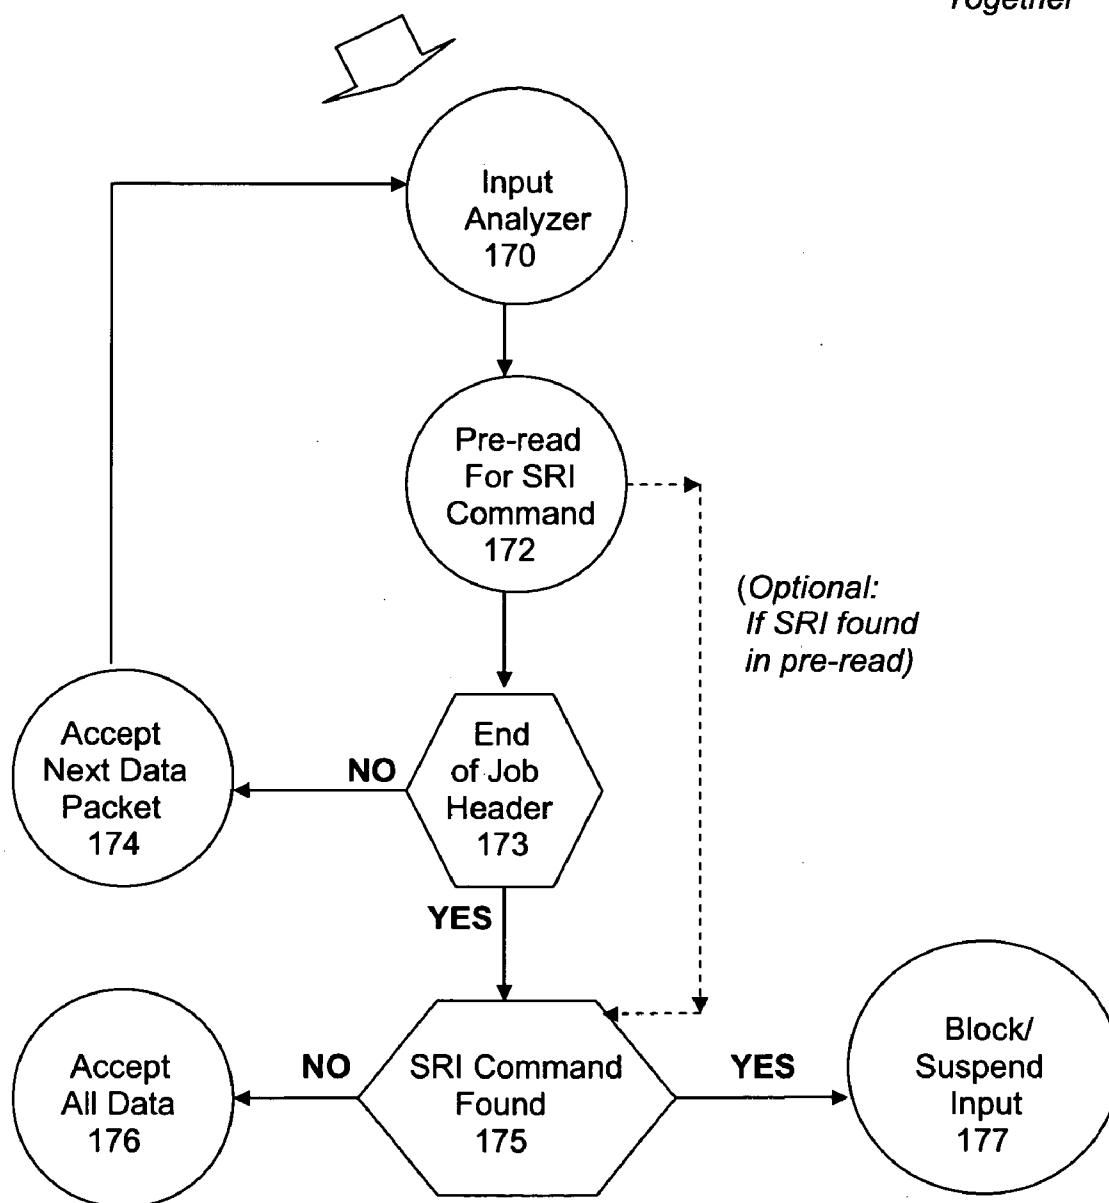 Together
Input
Analyzer
170
Pre-read
For SRI
Command
172
(Optional:
If SRI found
in pre-read)
Accept
Next Data
Packet
174
NO
End
of Job
Header
173
YES
Accept
All Data
176
NO
SRI Command
Found
175
YES
Block/
Suspend
Input
177